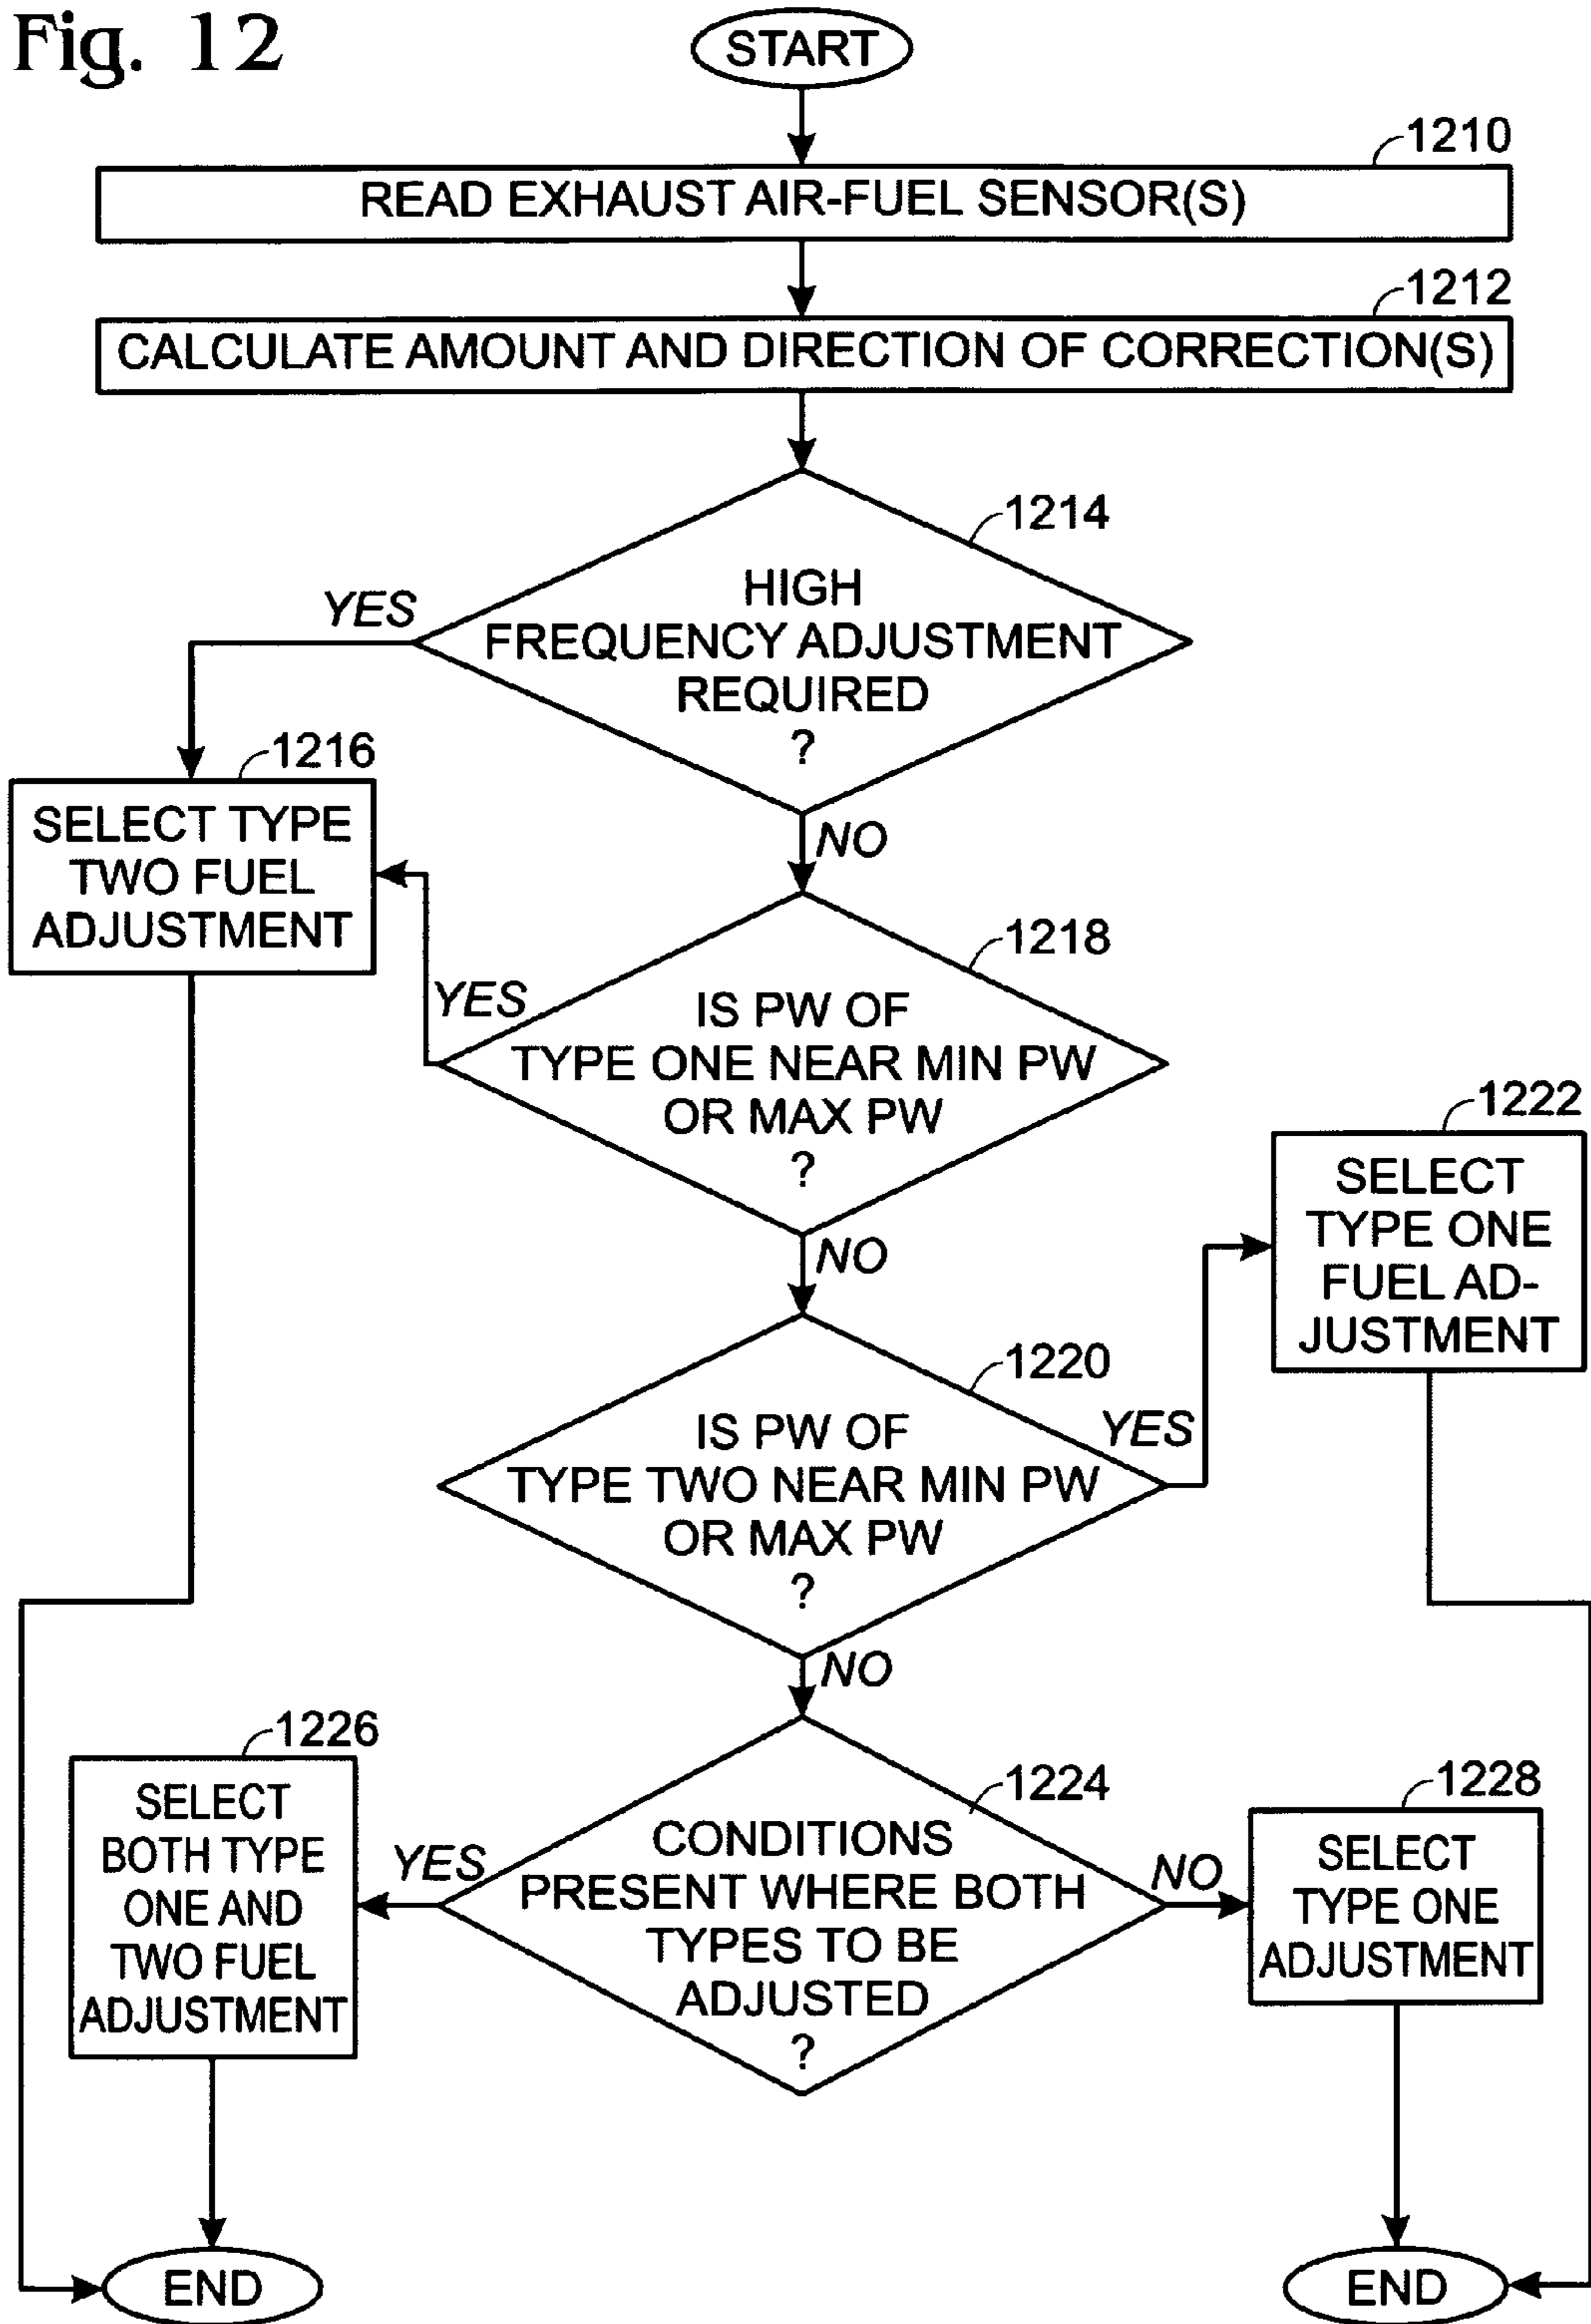 Fig. 12
START
1210
READ EXHAUST AIR-FUEL SENSOR(S)
1212
CALCULATE AMOUNT AND DIRECTION OF CORRECTION(S)
1214
HIGH
FREQUENCY ADJUSTMENT
REQUIRED
?
YES
NO
1216
SELECT TYPE
TWO FUEL
ADJUSTMENT
1218
IS PW OF
TYPE ONE NEAR MIN PW
OR MAX PW
?
YES
NO
1220
IS PW OF
TYPE TWO NEAR MIN PW
OR MAX PW
?
YES
NO
1222
SELECT
TYPE ONE
FUEL AD-
JUSTMENT
1224
CONDITIONS
PRESENT WHERE BOTH
TYPES TO BE
ADJUSTED
?
YES
NO
1226
SELECT
BOTH TYPE
ONE AND
TWO FUEL
ADJUSTMENT
1228
SELECT
TYPE ONE
ADJUSTMENT
END
END